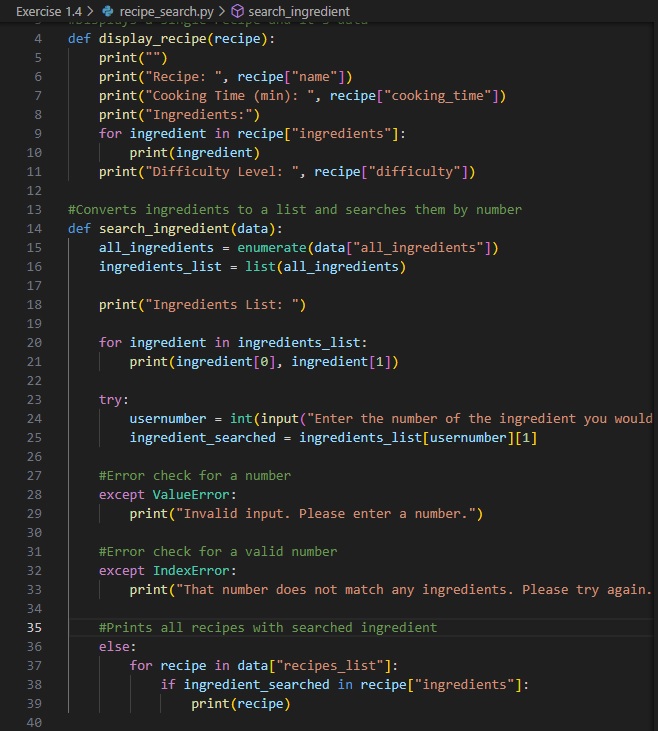 Exercise 1.4 > recipe_search.py > search_ingredient
#Displays a single recipe and it's data
4 def display_recipe(recipe):
5     print("")
6     print("Recipe: ", recipe["name"])
7     print("Cooking Time (min): ", recipe["cooking_time"])
8     print("Ingredients:")
9     for ingredient in recipe["ingredients"]:
10         print(ingredient)
11     print("Difficulty Level: ", recipe["difficulty"])
12
13 #Converts ingredients to a list and searches them by number
14 def search_ingredient(data):
15     all_ingredients = enumerate(data["all_ingredients"])
16     ingredients_list = list(all_ingredients)
17
18     print("Ingredients List: ")
19
20     for ingredient in ingredients_list:
21         print(ingredient[0], ingredient[1])
22
23     try:
24         usernumber = int(input("Enter the number of the ingredient you would
25         ingredient_searched = ingredients_list[usernumber][1]
26
27     #Error check for a number
28     except ValueError:
29         print("Invalid input. Please enter a number.")
30
31     #Error check for a valid number
32     except IndexError:
33         print("That number does not match any ingredients. Please try again.
34
35     #Prints all recipes with searched ingredient
36     else:
37         for recipe in data["recipes_list"]:
38             if ingredient_searched in recipe["ingredients"]:
39                 print(recipe)
40